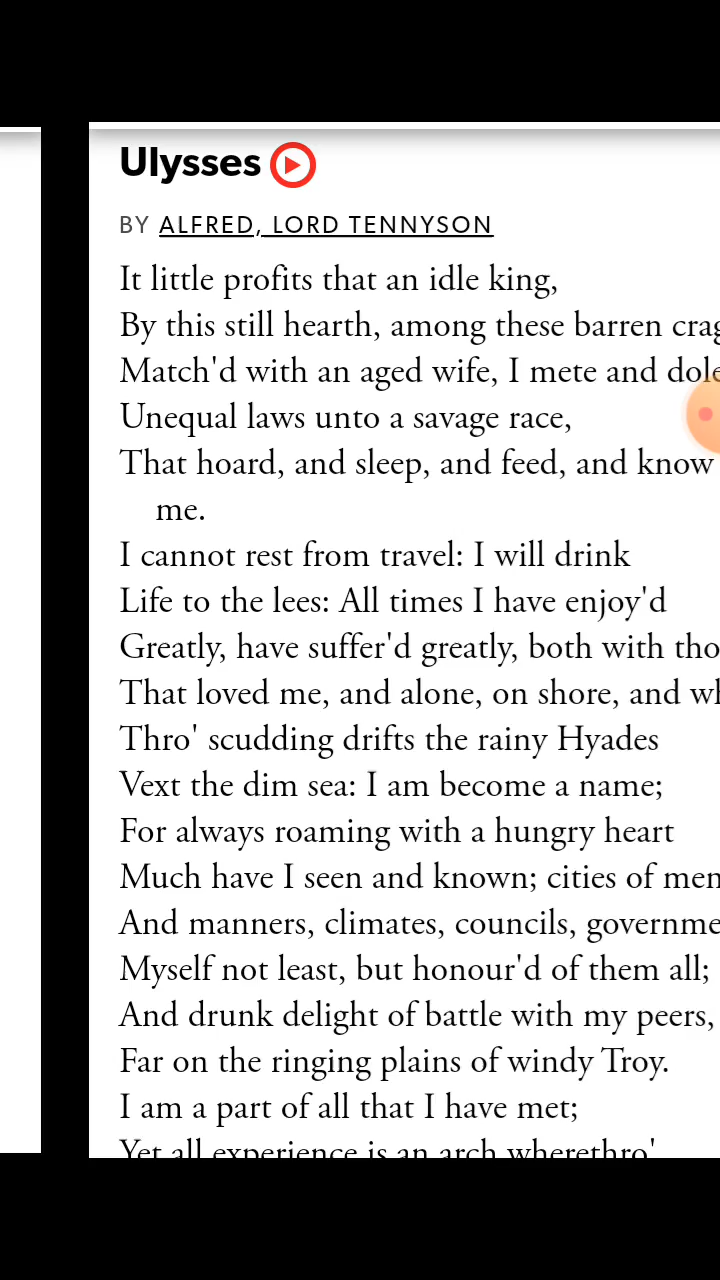 Ulysses
BY ALFRED, LORD TENNYSON
It little profits that an idle king,
By this still hearth, among these barren crag
Match'd with an aged wife, I mete and dole
Unequal laws unto a savage race,
That hoard, and sleep, and feed, and know
me.
I cannot rest from travel: I will drink
Life to the lees: All times I have enjoy'd
Greatly, have suffer'd greatly, both with tho
That loved me, and alone, on shore, and wh
Thro' scudding drifts the rainy Hyades
Vext the dim sea: I am become a name;
For always roaming with a hungry heart
Much have I seen and known; cities of men
And manners, climates, councils, governme
Myself not least, but honour'd of them all;
And drunk delight of battle with my peers,
Far on the ringing plains of windy Troy.
I am a part of all that I have met;
Yet all experience is an arch wherethro'